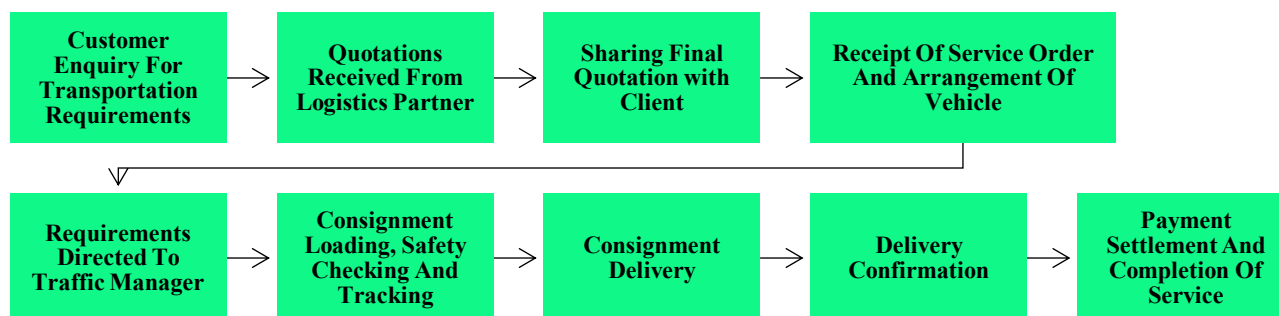 Customer
Enquiry For
Transportation
Requirements
Quotations
Received From
Logistics Partner
Sharing Final
Quotation with
Client
Receipt Of Service Order
And Arrangement Of
Vehicle
Requirements
Directed To
Traffic Manager
Consignment
Loading, Safety
Checking And
Tracking
Consignment
Delivery
Delivery
Confirmation
Payment
Settlement And
Completion Of
Service